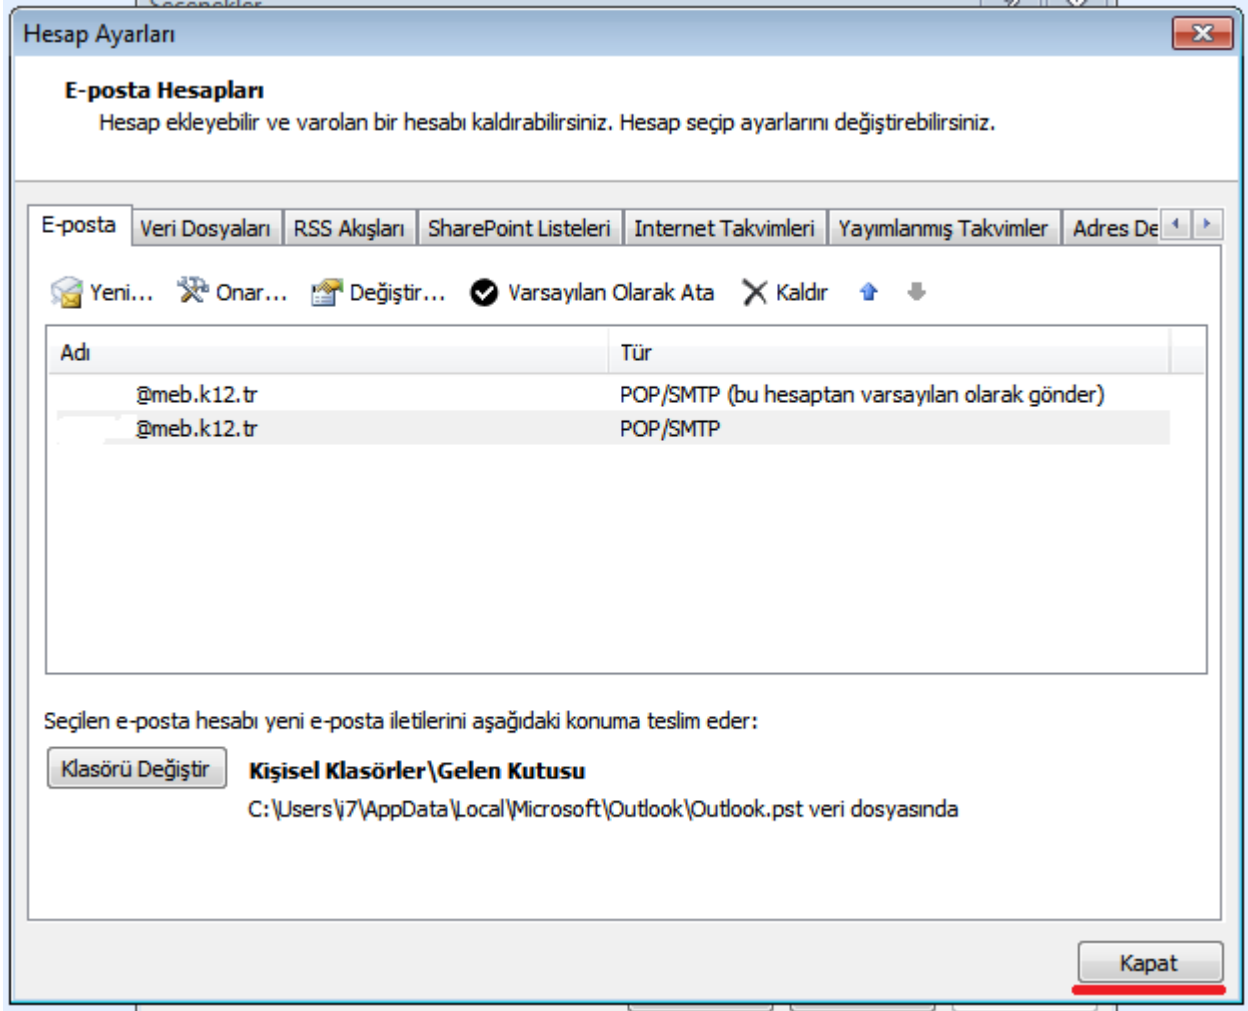 Seçenekler
Hesap Ayarları
E-posta Hesapları
Hesap ekleyebilir ve varolan bir hesabı kaldırabilirsiniz. Hesap seçip ayarlarını değiştirebilirsiniz.
E-posta Veri Dosyaları RSS Akışları SharePoint Listeleri Internet Takvimleri Yayımlanmış Takvimler Adres De
Yeni... Onar... Değiştir... Varsayılan Olarak Ata Kaldır
Adı Tür
@meb.k12.tr POP/SMTP (bu hesaptan varsayılan olarak gönder)
@meb.k12.tr POP/SMTP
Seçilen e-posta hesabı yeni e-posta iletilerini aşağıdaki konuma teslim eder:
Klasörü Değiştir Kişisel Klasörler\Gelen Kutusu
C:\Users\i7\AppData\Local\Microsoft\Outlook\Outlook.pst veri dosyasında
Kapat